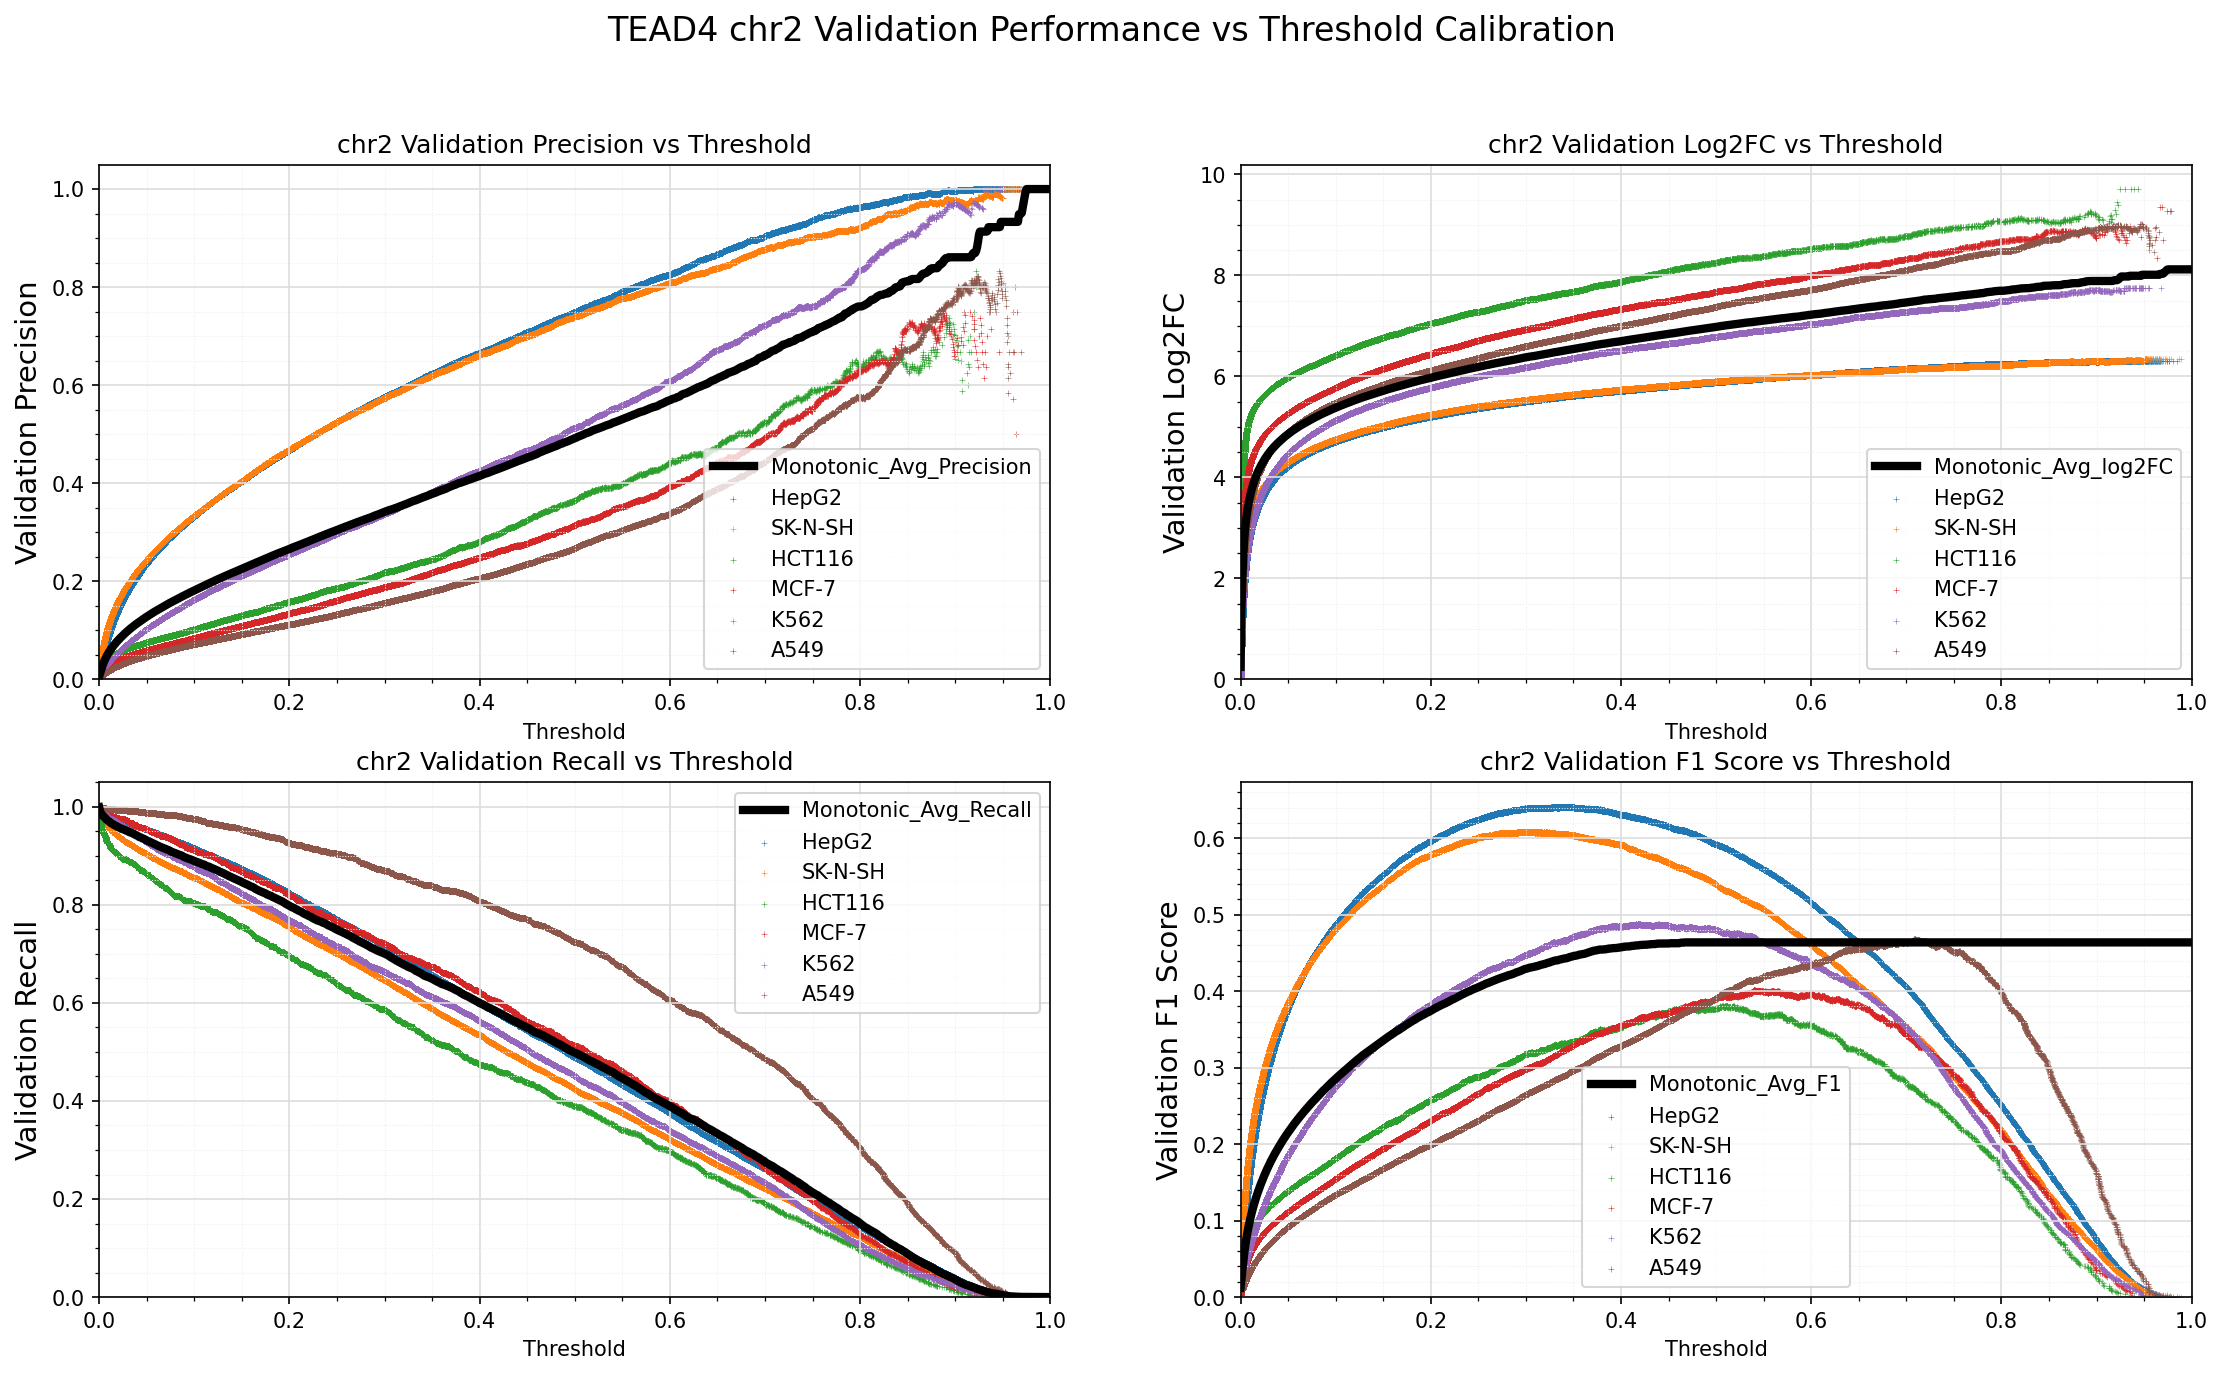 TEAD4 chr2 Validation Performance vs Threshold Calibration
chr2 Validation Precision vs Threshold
Validation Precision
1.0
0.8
0.6
0.4
0.2
0.0
Monotonic_Avg_Precision
HepG2
SK-N-SH
HCT116
MCF-7
K562
A549
0.0 0.2 0.4 0.6 0.8 1.0
Threshold
chr2 Validation Log2FC vs Threshold
Validation Log2FC
10
8
6
4
2
0
Monotonic_Avg_log2FC
HepG2
SK-N-SH
HCT116
MCF-7
K562
A549
0.0 0.2 0.4 0.6 0.8 1.0
Threshold
chr2 Validation Recall vs Threshold
Validation Recall
1.0
0.8
0.6
0.4
0.2
0.0
Monotonic_Avg_Recall
HepG2
SK-N-SH
HCT116
MCF-7
K562
A549
0.0 0.2 0.4 0.6 0.8 1.0
Threshold
chr2 Validation F1 Score vs Threshold
Validation F1 Score
0.6
0.5
0.4
0.3
0.2
0.1
0.0
Monotonic_Avg_F1
HepG2
SK-N-SH
HCT116
MCF-7
K562
A549
0.0 0.2 0.4 0.6 0.8 1.0
Threshold